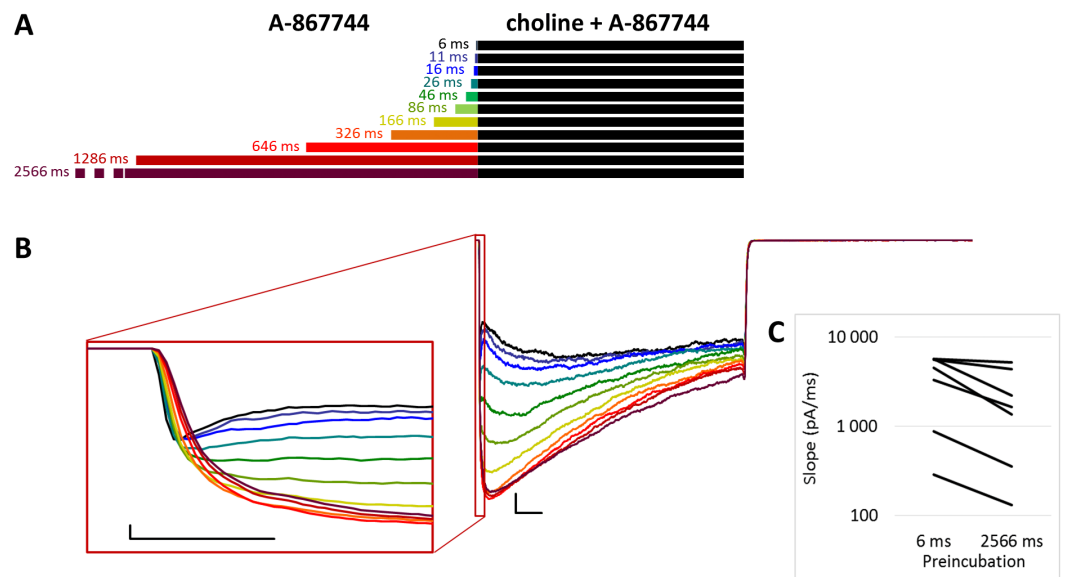 A
A-867744
choline + A-867744
6 ms
11 ms
16 ms
26 ms
46 ms
86 ms
166 ms
326 ms
646 ms
1286 ms
2566 ms
B
C
10 000
1 000
100
Slope (pA/ms)
6 ms
2566 ms
Preincubation